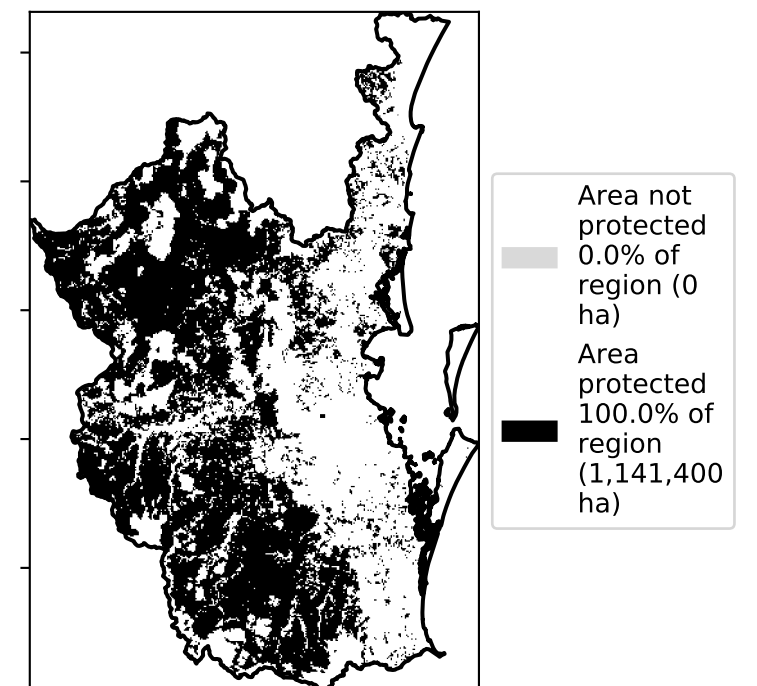 Area not
protected
0.0% of
region (0
ha)
Area
protected
100.0% of
region
(1,141,400
ha)